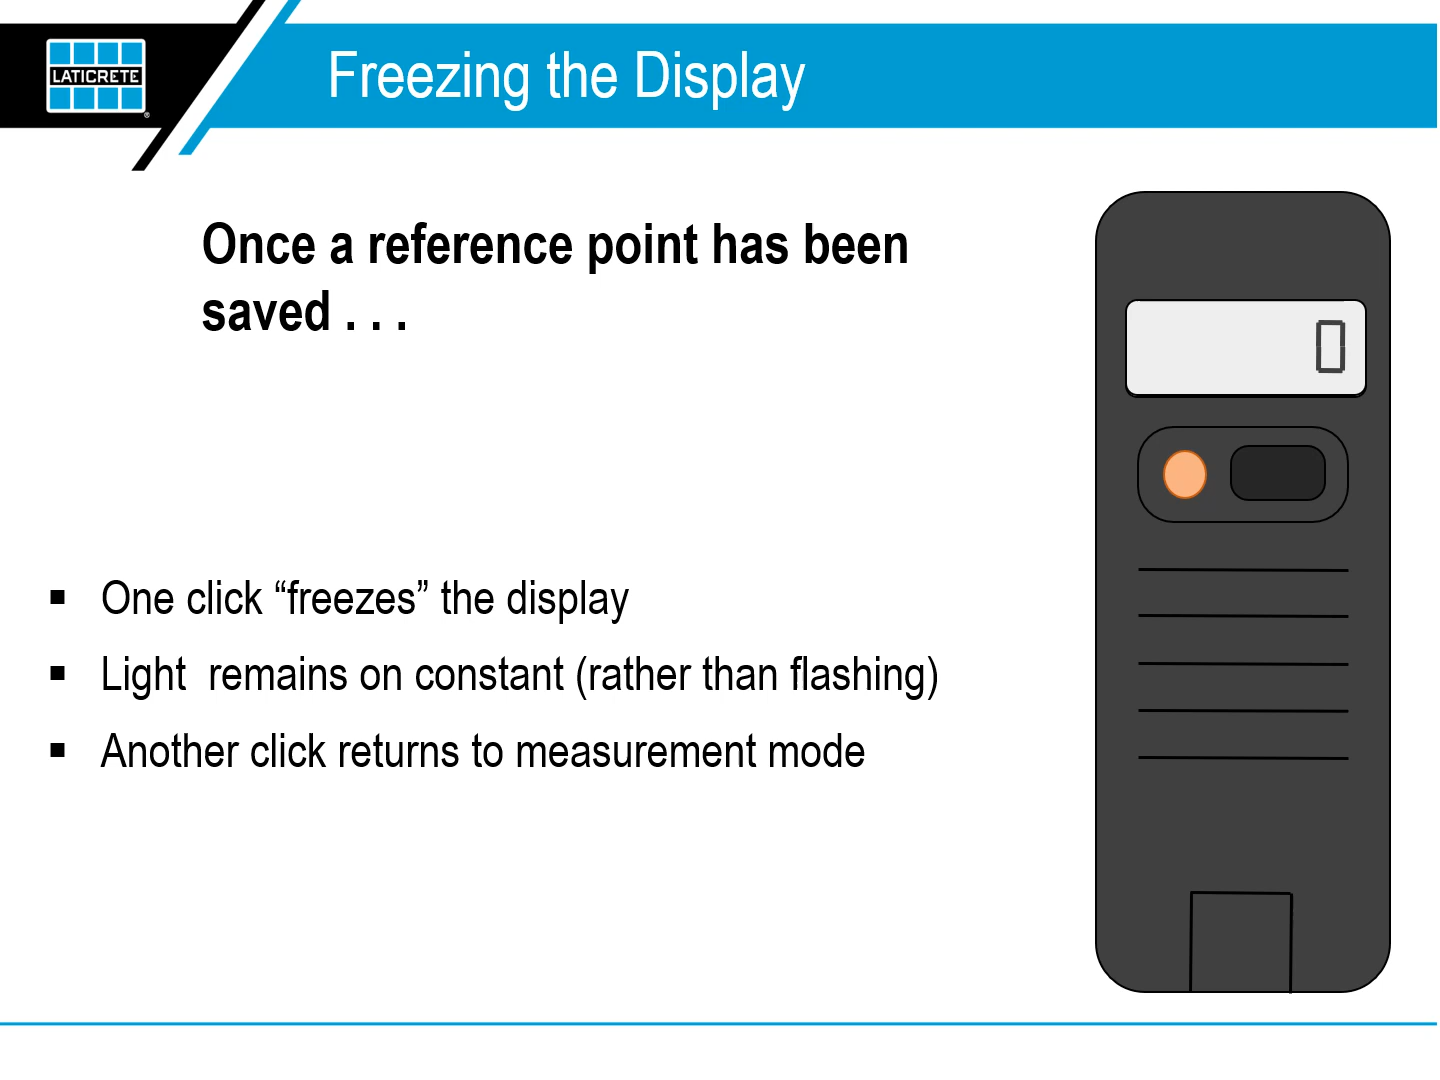 LATICRETE
®
Freezing the Display
Once a reference point has been
saved . . .
0
▪ One click “freezes” the display
▪ Light  remains on constant (rather than flashing)
▪ Another click returns to measurement mode